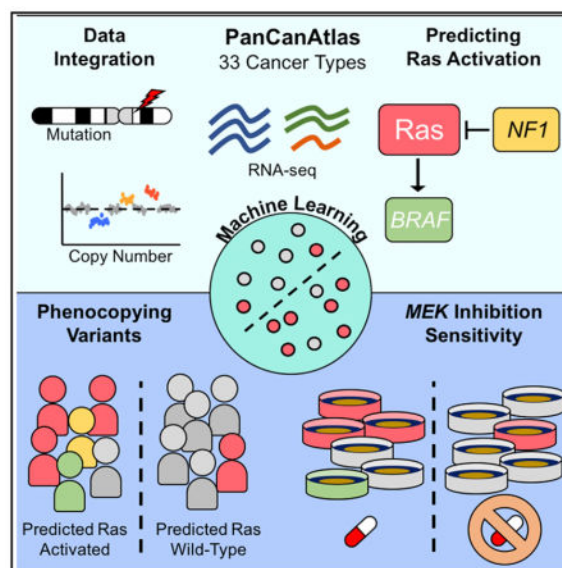 Data
Integration
Mutation
Copy Number
PanCanAtlas
33 Cancer Types
RNA-seq
Predicting
Ras Activation
Ras
NF1
BRAF
Machine Learning
Phenocopying
Variants
Predicted Ras
Activated
Predicted Ras
Wild-Type
MEK Inhibition
Sensitivity